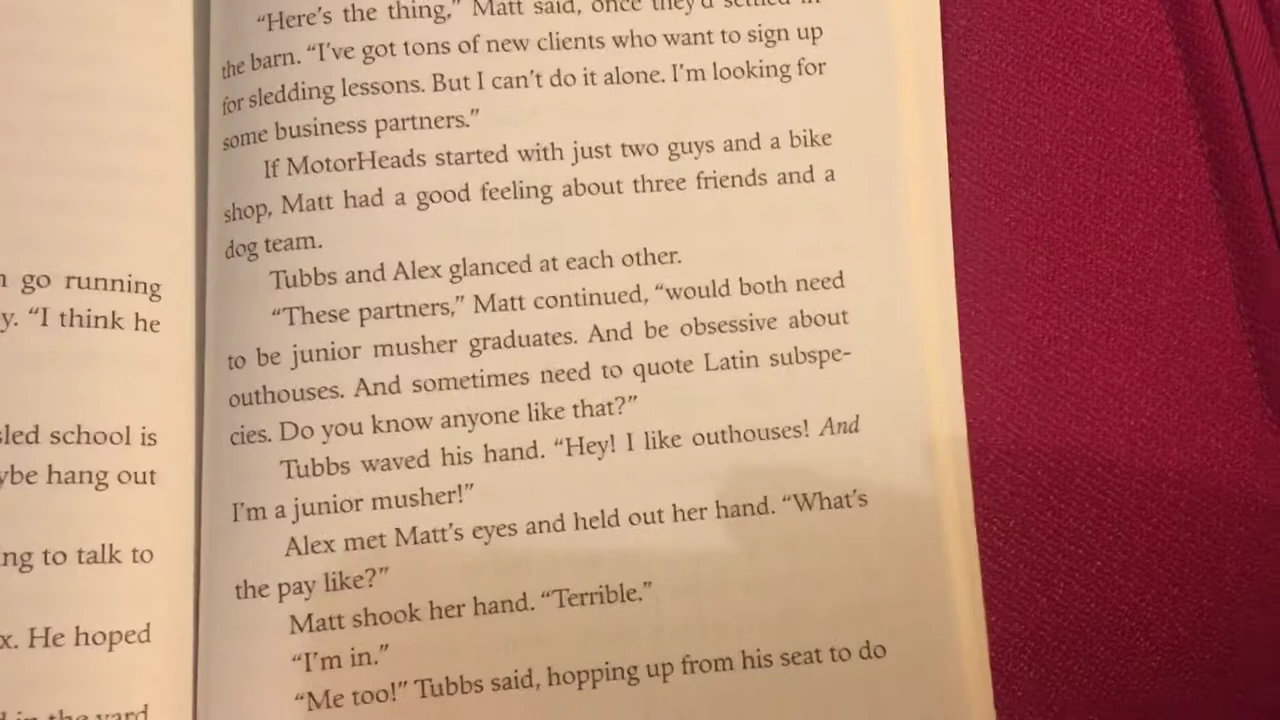 n go running
y. “I think he
sled school is
ybe hang out
ing to talk to
x. He hoped
d in the yard
“Here’s the thing,” Matt said, once they’d settled in
the barn. “I’ve got tons of new clients who want to sign up
for sledding lessons. But I can’t do it alone. I’m looking for
some business partners.”
If MotorHeads started with just two guys and a bike
shop, Matt had a good feeling about three friends and a
dog team.
Tubbs and Alex glanced at each other.
“These partners,” Matt continued, “would both need
to be junior musher graduates. And be obsessive about
outhouses. And sometimes need to quote Latin subspe-
cies. Do you know anyone like that?”
Tubbs waved his hand. “Hey! I like outhouses! And
I’m a junior musher!”
Alex met Matt’s eyes and held out her hand. “What’s
the pay like?”
Matt shook her hand. “Terrible.”
“I’m in.”
“Me too!” Tubbs said, hopping up from his seat to do